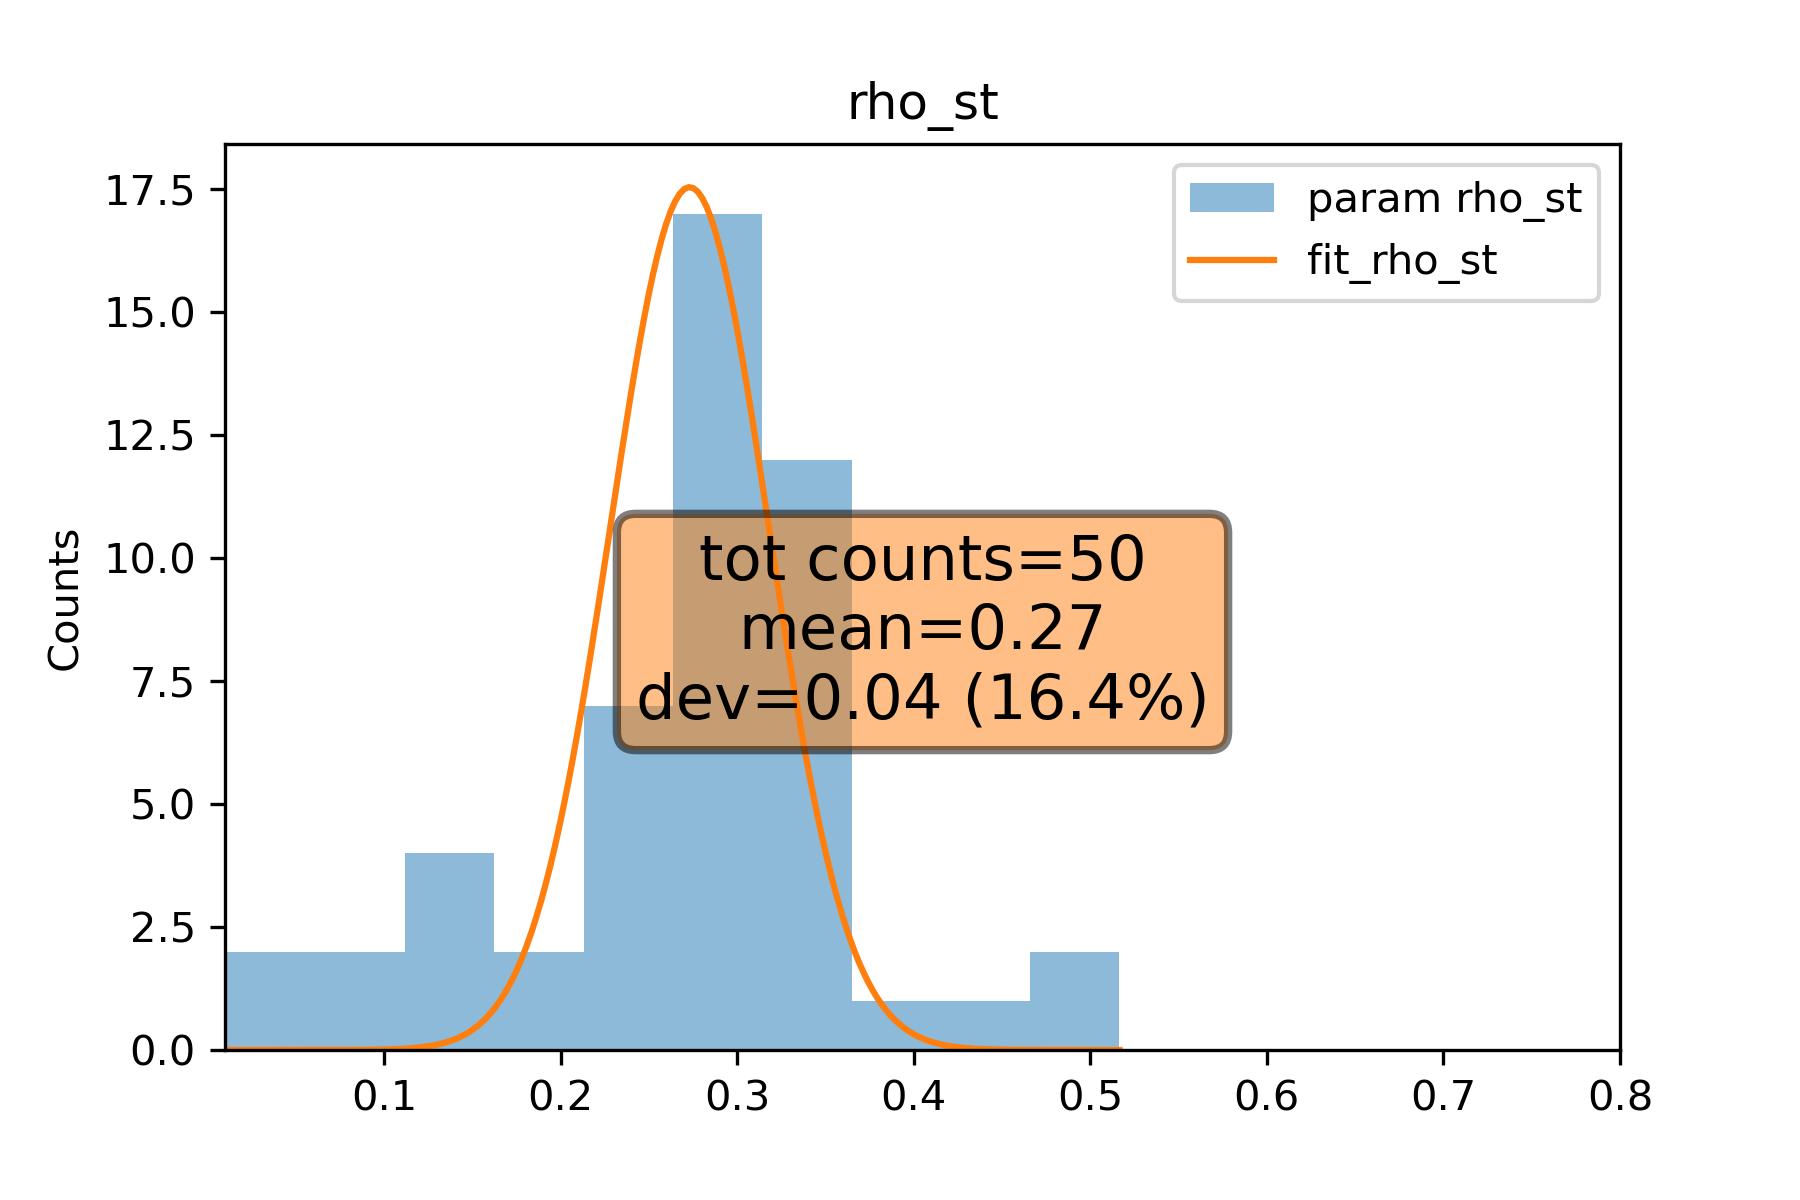 rho_st
17.5
15.0
12.5
10.0
7.5
5.0
2.5
0.0
Counts
param rho_st
fit_rho_st
tot counts=50
mean=0.27
dev=0.04 (16.4%)
0.1 0.2 0.3 0.4 0.5 0.6 0.7 0.8